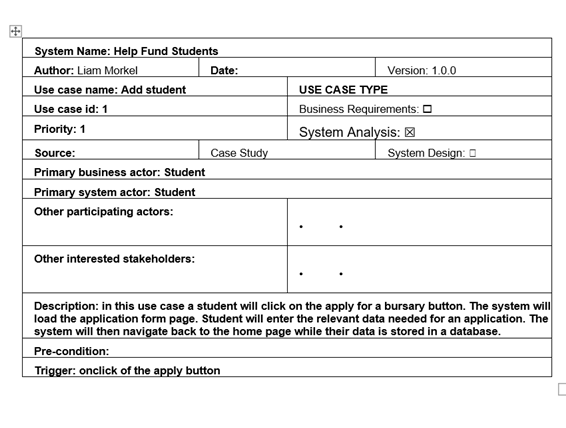 System Name: Help Fund Students
Author: Liam Morkel Date: Version: 1.0.0
Use case name: Add student USE CASE TYPE
Use case id: 1 Business Requirements: ☐
Priority: 1 System Analysis: ☒
Source: Case Study System Design: ☐
Primary business actor: Student
Primary system actor: Student
Other participating actors:
• •
Other interested stakeholders:
• •
Description: in this use case a student will click on the apply for a bursary button. The system will
load the application form page. Student will enter the relevant data needed for an application. The
system will then navigate back to the home page while their data is stored in a database.
Pre-condition:
Trigger: onclick of the apply button